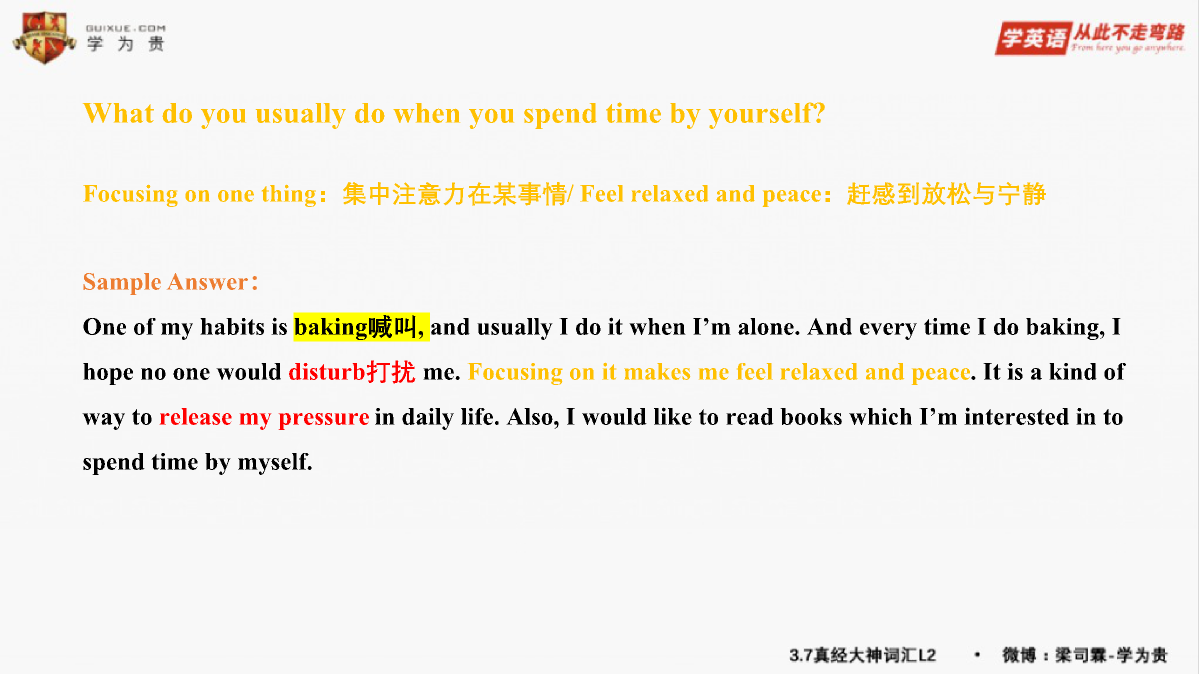 GUIXUE.COM
学为贵
学英语 从此不走弯路
From here you go anywhere.
What do you usually do when you spend time by yourself?
Focusing on one thing：集中注意力在某事情/ Feel relaxed and peace：赶感到放松与宁静
Sample Answer：
One of my habits is baking喊叫, and usually I do it when I’m alone. And every time I do baking, I
hope no one would disturb打扰 me. Focusing on it makes me feel relaxed and peace. It is a kind of
way to release my pressure in daily life. Also, I would like to read books which I’m interested in to
spend time by myself.
3.7真经大神词汇L2 • 微博：梁司霖-学为贵